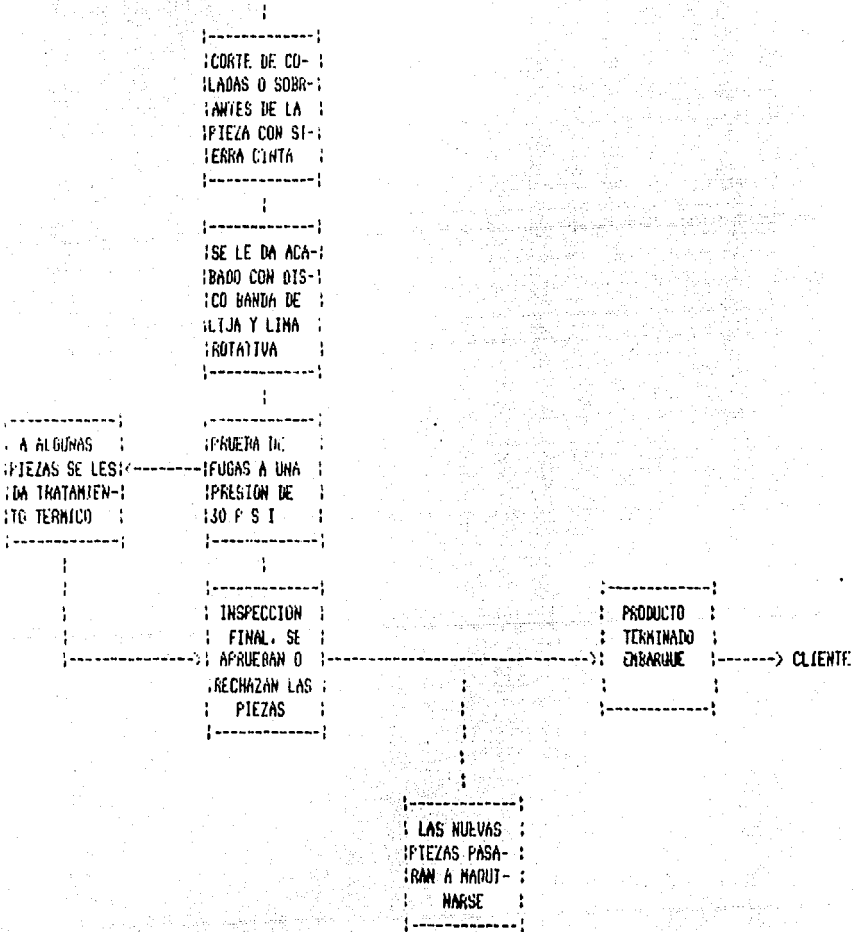 CORTE DE CO-
LADAS O SOBR-
ANTES DE LA
PIEZA CON SI-
ERRA CINTA
SE LE DA ACA-
BADO CON DIS-
CO BANDA DE
LIJA Y LIMA
ROTATIVA
A ALGUNAS
PIEZAS SE LES
DA TRATAMIEN-
TO TERMICO
PRUEBA DE
FUGAS A UNA
PRESION DE
30 P S I
INSPECCION
FINAL. SE
APRUEBAN O
RECHAZAN LAS
PIEZAS
PRODUCTO
TERMINADO
EMBARQUE
CLIENTE
LAS NUEVAS
PIEZAS PASA-
RAN A MAQUI-
NARSE